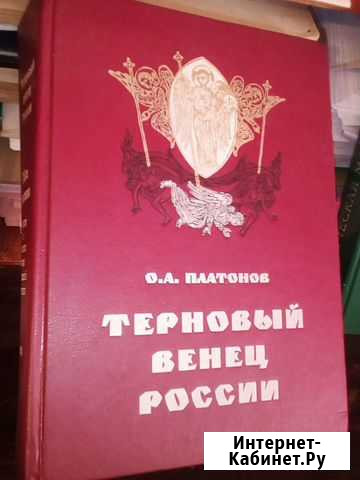 О.А. ПЛАТОНОВ
ТЕРНОВЫЙ
ВЕНЕЦ
РОССИИ
Интернет-
Кабинет.Ру